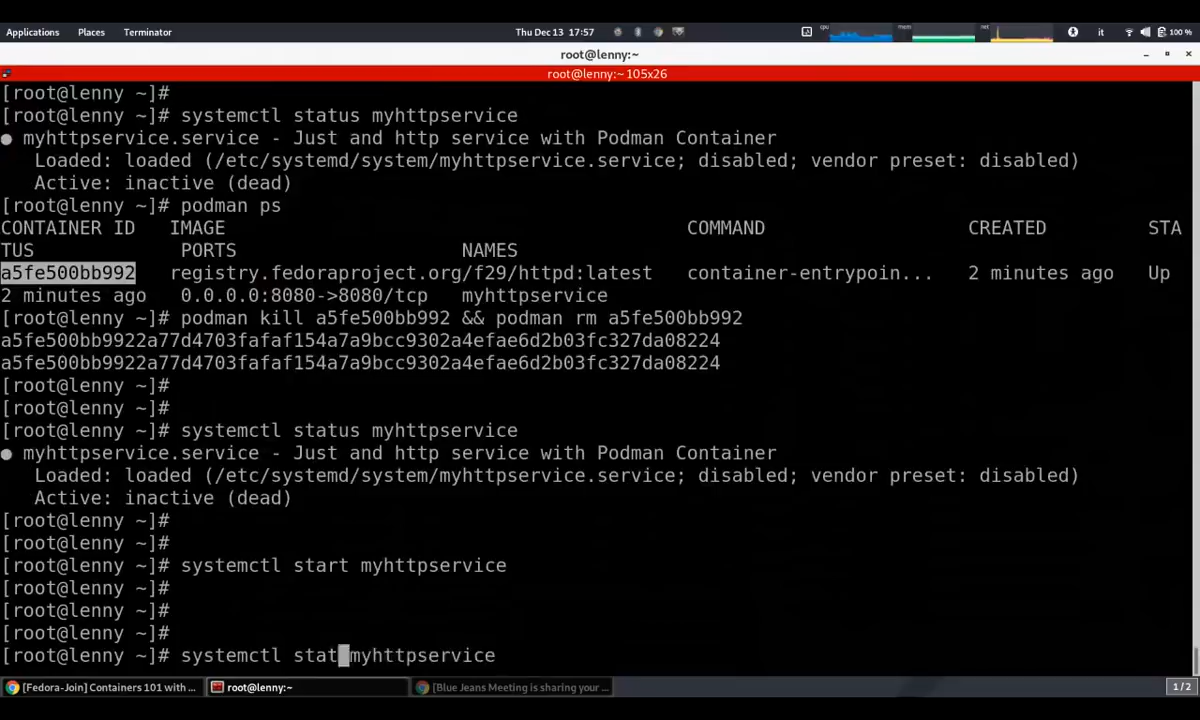 Applications Places Terminator Thu Dec 13 17:57 cpu mem net it 100 %
root@lenny:~
root@lenny:~ 105x26
[root@lenny ~]#
[root@lenny ~]# systemctl status myhttpservice
● myhttpservice.service - Just and http service with Podman Container
Loaded: loaded (/etc/systemd/system/myhttpservice.service; disabled; vendor preset: disabled)
Active: inactive (dead)
[root@lenny ~]# podman ps
CONTAINER ID IMAGE COMMAND CREATED STA
TUS PORTS NAMES
a5fe500bb992 registry.fedoraproject.org/f29/httpd:latest container-entrypoin... 2 minutes ago Up
2 minutes ago 0.0.0.0:8080->8080/tcp myhttpservice
[root@lenny ~]# podman kill a5fe500bb992 && podman rm a5fe500bb992
a5fe500bb9922a77d4703fafaf154a7a9bcc9302a4efae6d2b03fc327da08224
a5fe500bb9922a77d4703fafaf154a7a9bcc9302a4efae6d2b03fc327da08224
[root@lenny ~]#
[root@lenny ~]#
[root@lenny ~]# systemctl status myhttpservice
● myhttpservice.service - Just and http service with Podman Container
Loaded: loaded (/etc/systemd/system/myhttpservice.service; disabled; vendor preset: disabled)
Active: inactive (dead)
[root@lenny ~]#
[root@lenny ~]#
[root@lenny ~]# systemctl start myhttpservice
[root@lenny ~]#
[root@lenny ~]#
[root@lenny ~]#
[root@lenny ~]# systemctl stat myhttpservice
[Fedora-Join] Containers 101 with ... root@lenny:~ [Blue Jeans Meeting is sharing your ... 1/2